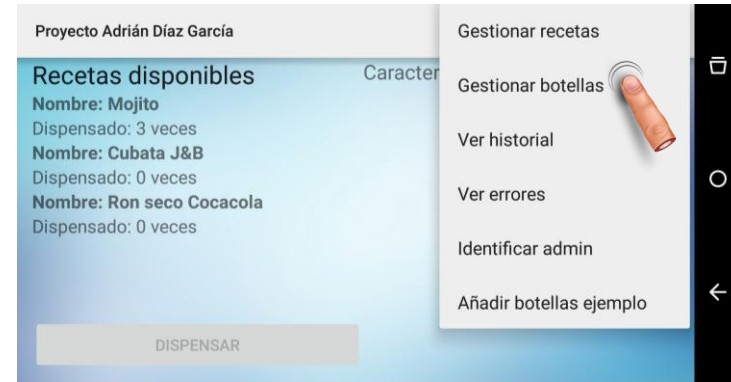 Proyecto Adrián Díaz García
Recetas disponibles
Nombre: Mojito
Dispensado: 3 veces
Nombre: Cubata J&B
Dispensado: 0 veces
Nombre: Ron seco Cocacola
Dispensado: 0 veces
DISPENSAR
Caracter
Gestionar recetas
Gestionar botellas
Ver historial
Ver errores
Identificar admin
Añadir botellas ejemplo